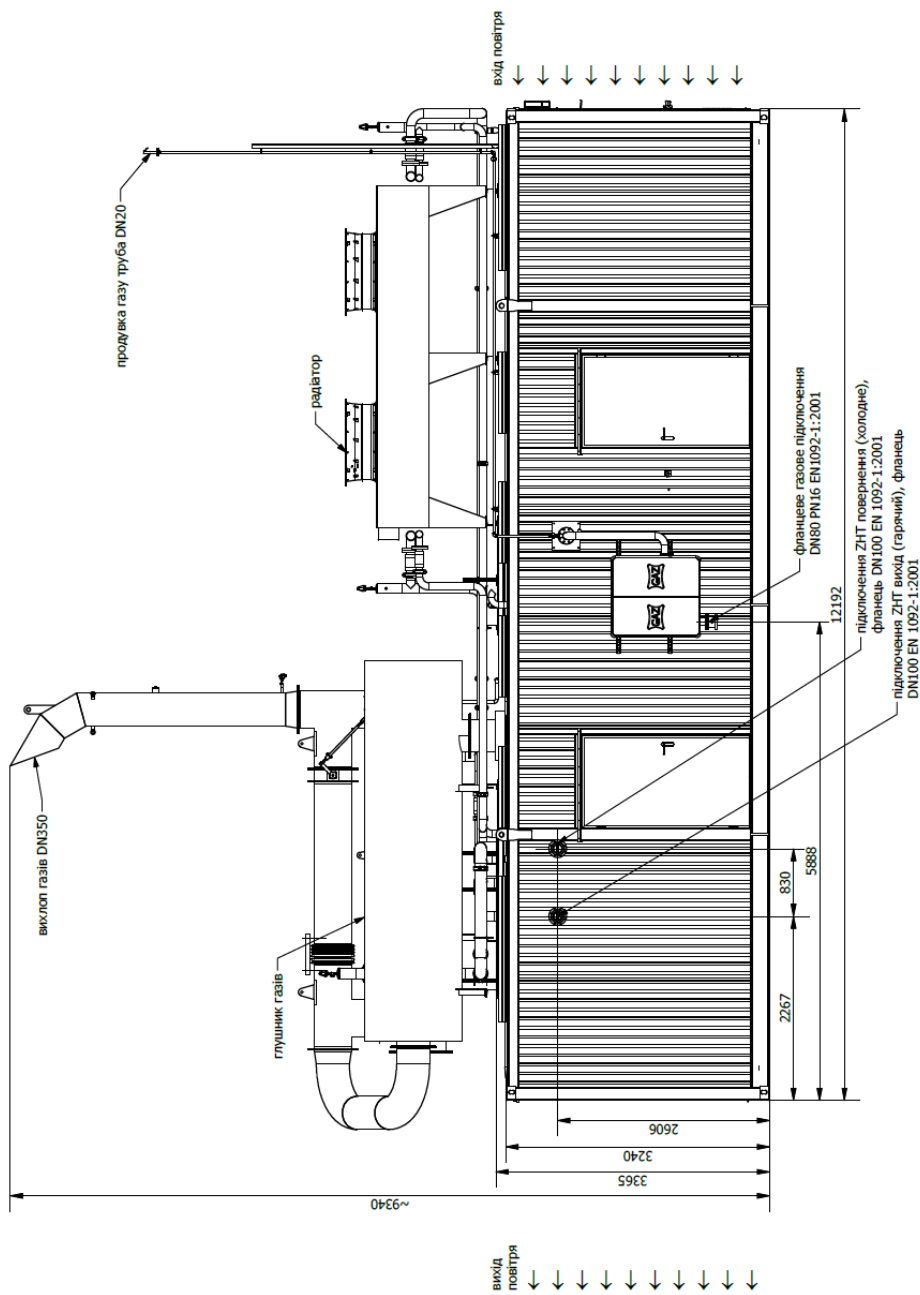 вихлоп газів DN350
глушник газів
радіатор
продувка газу труба DN20
вихід
повітря
вхід повітря
~9340
3365
3240
2606
GAZ
GAZ
2267
830
5888
12192
фланцеве газове підключення
DN80 PN16 EN1092-1:2001
підключення ZHT повернення (холодне),
фланець DN100 EN 1092-1:2001
підключення ZHT вихід (гарячий), фланець
DN100 EN 1092-1:2001